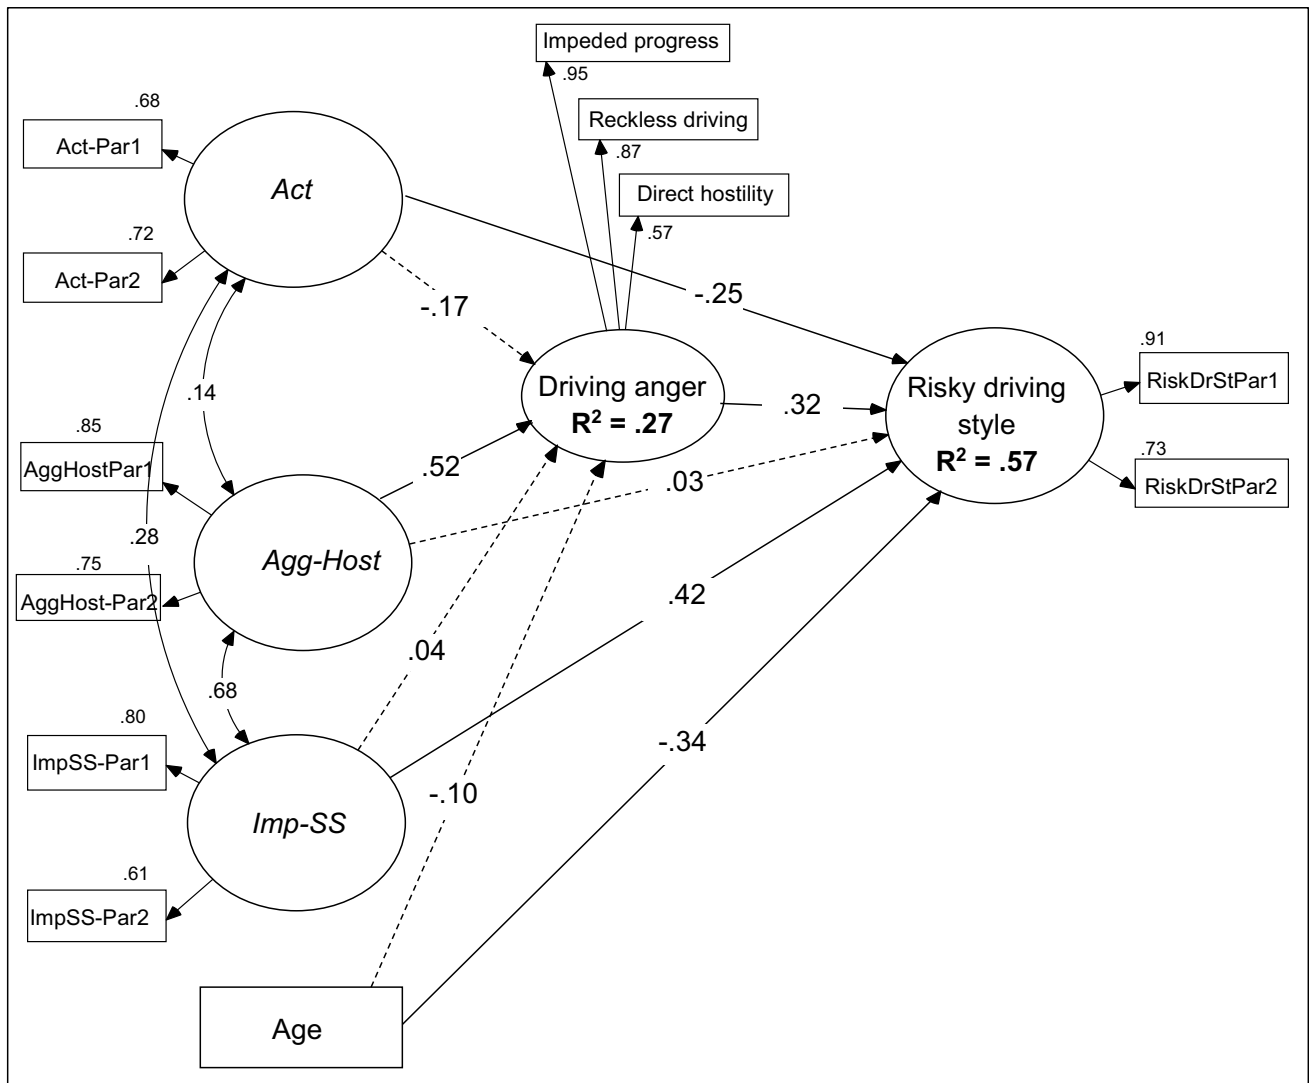 Impeded progress
.95
Reckless driving
.87
Direct hostility
.57
.68
Act-Par1
Act
.72
Act-Par2
-.17
-.25
.14
Driving anger
R² = .27
.32
Risky driving
style
R² = .57
.91
RiskDrStPar1
.73
RiskDrStPar2
.85
AggHostPar1
.52
.03
.28
Agg-Host
.75
AggHost-Par2
.42
.04
.68
.80
ImpSS-Par1
-.34
Imp-SS
-.10
.61
ImpSS-Par2
Age